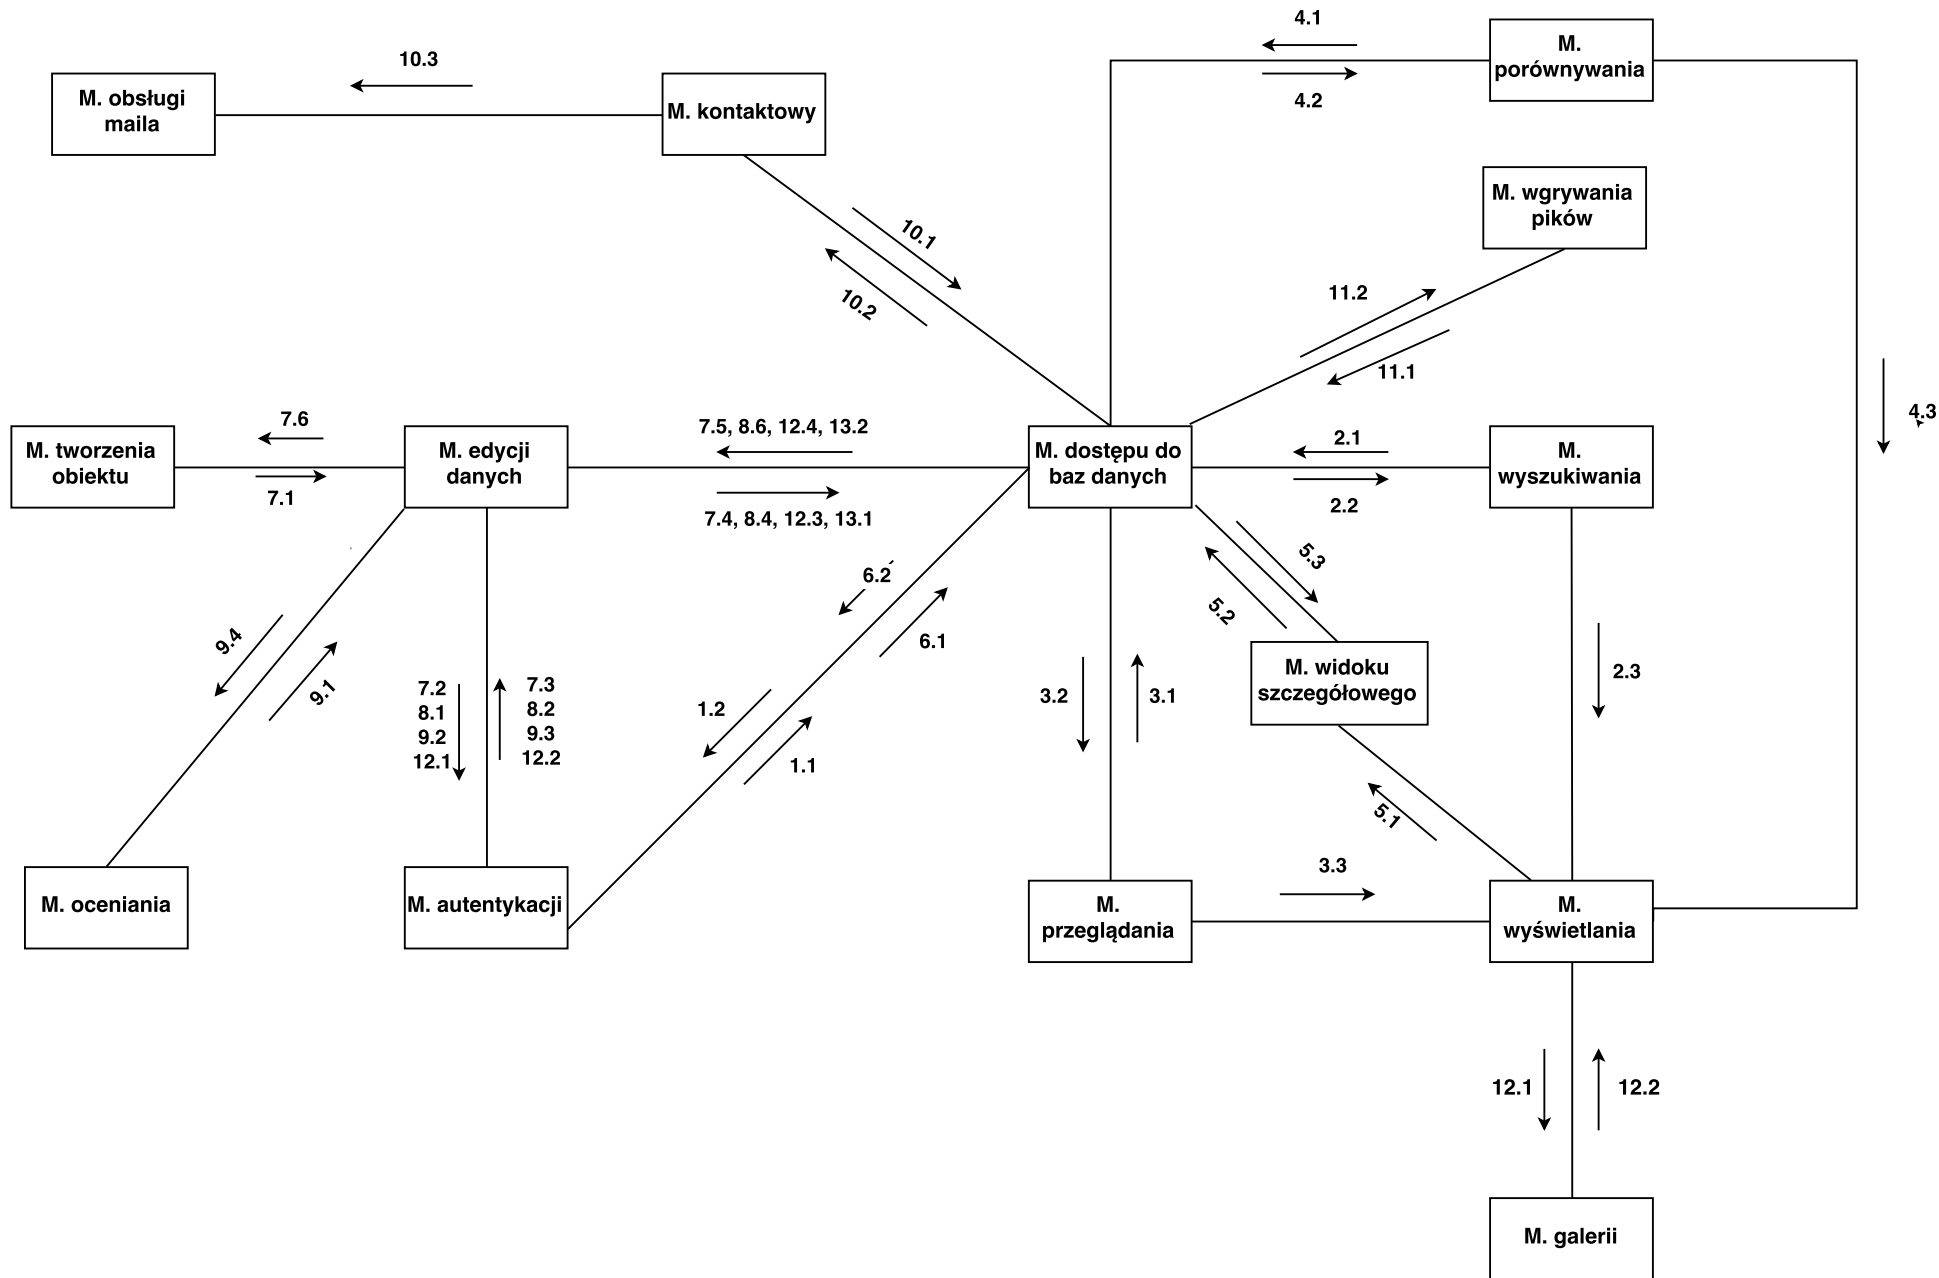 4.1
M.
porównywania
4.2
10.3
M. obsługi
maila
M. kontaktowy
M. wgrywania
pików
10.1
10.2
11.2
11.1
4.3
7.6
7.1
M. tworzenia
obiektu
M. edycji
danych
7.5, 8.6, 12.4, 13.2
7.4, 8.4, 12.3, 13.1
M. dostępu do
baz danych
2.1
2.2
M.
wyszukiwania
5.3
5.2
6.2
6.1
9.4
9.1
7.2
8.1
9.2
12.1
7.3
8.2
9.3
12.2
1.2
1.1
3.2
3.1
M. widoku
szczegółowego
2.3
5.1
3.3
M. oceniania
M. autentykacji
M.
przeglądania
M.
wyświetlania
12.1
12.2
M. galerii